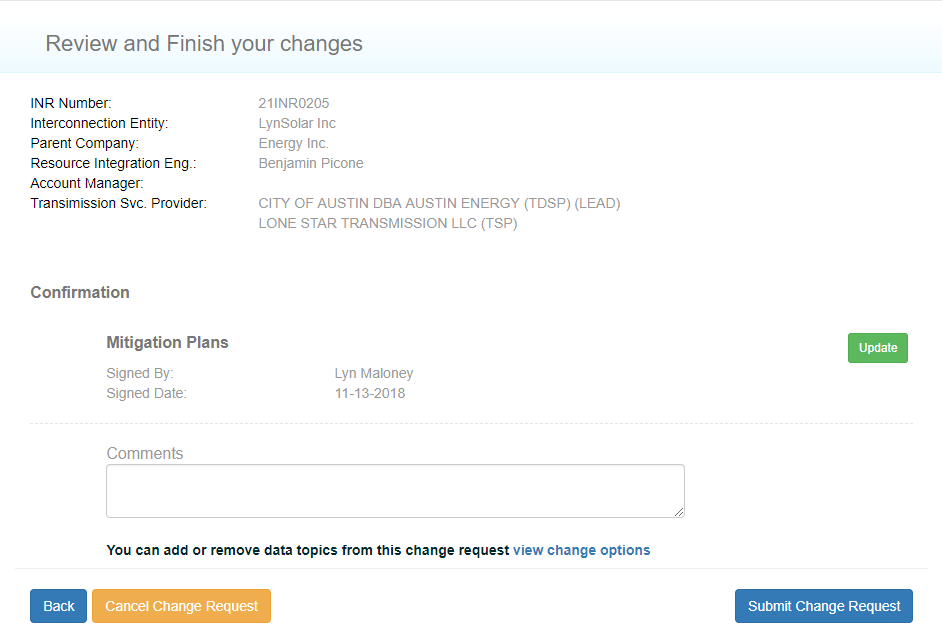 Review and Finish your changes
INR Number: 21INR0205
Interconnection Entity: LynSolar Inc
Parent Company: Energy Inc.
Resource Integration Eng.: Benjamin Picone
Account Manager:
Transimission Svc. Provider: CITY OF AUSTIN DBA AUSTIN ENERGY (TDSP) (LEAD)
LONE STAR TRANSMISSION LLC (TSP)
Confirmation
Mitigation Plans
Update
Signed By: Lyn Maloney
Signed Date: 11-13-2018
Comments
You can add or remove data topics from this change request view change options
Back Cancel Change Request Submit Change Request